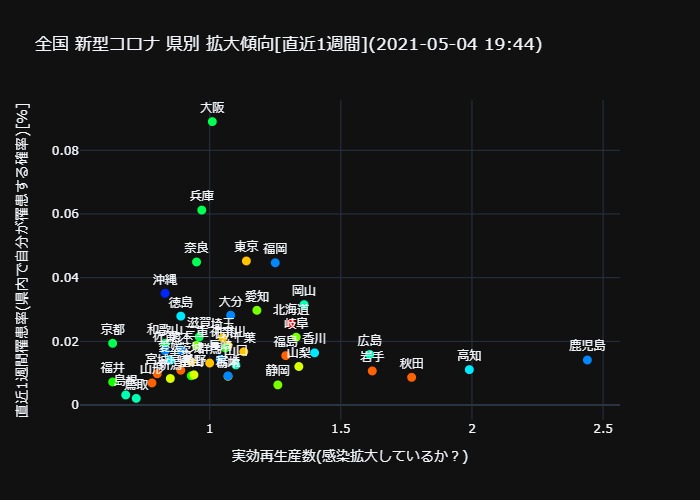 全国 新型コロナ 県別 拡大傾向[直近1週間](2021-05-04 19:44)
直近1週間罹患率(県内で自分が罹患する確率)[%]
大阪
0.08
兵庫
0.06
奈良
東京
福岡
0.04
沖縄
岡山
愛知
徳島
大分
北海道
滋賀
埼玉
岐阜
京都
和歌山
千葉
福島
香川
広島
鹿児島
0.02
山梨
岩手
高知
秋田
福井
島根
鳥取
静岡
0
1
1.5
2
2.5
実効再生産数(感染拡大しているか？)